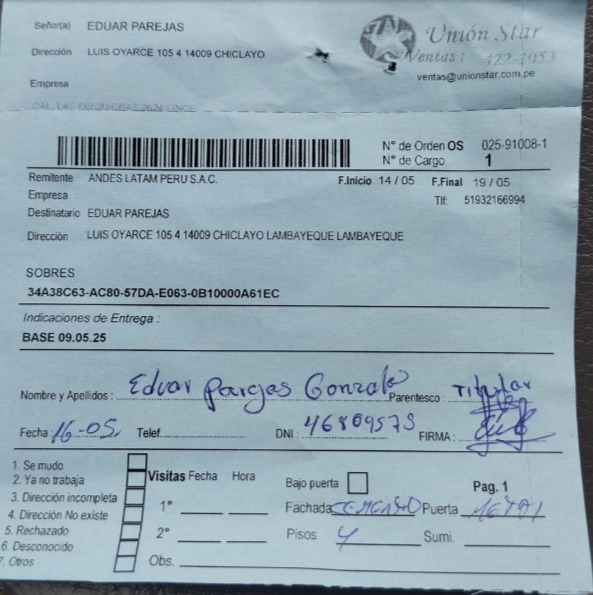 Señor(a) EDUAR PAREJAS
Dirección LUIS OYARCE 105 4 14009 CHICLAYO
Empresa
Unión Star
Ventas: 422-1053
ventas@unionstar.com.pe
N° de Orden OS 025-91008-1
N° de Cargo 1
Remitente ANDES LATAM PERU S.A.C. F.Inicio 14/05 F.Final 19/05
Empresa Tlf: 51932166994
Destinatario EDUAR PAREJAS
Dirección LUIS OYARCE 105 4 14009 CHICLAYO LAMBAYEQUE LAMBAYEQUE
SOBRES
34A38C63-AC80-57DA-E063-0B10000A61EC
Indicaciones de Entrega :
BASE 09.05.25
Nombre y Apellidos : Eduar Parejas Gonzalo Parentesco : Titular
Fecha : 16-05. Telef. DNI : 46809573 FIRMA :
1. Se mudo
2. Ya no trabaja
3. Dirección incompleta
4. Dirección No existe
5. Rechazado
6. Desconocido
7. Otros
Visitas Fecha Hora
1°
2°
Obs.
Bajo puerta Pag. 1
Fachada Cemento Puerta
Pisos 4 Sumi.